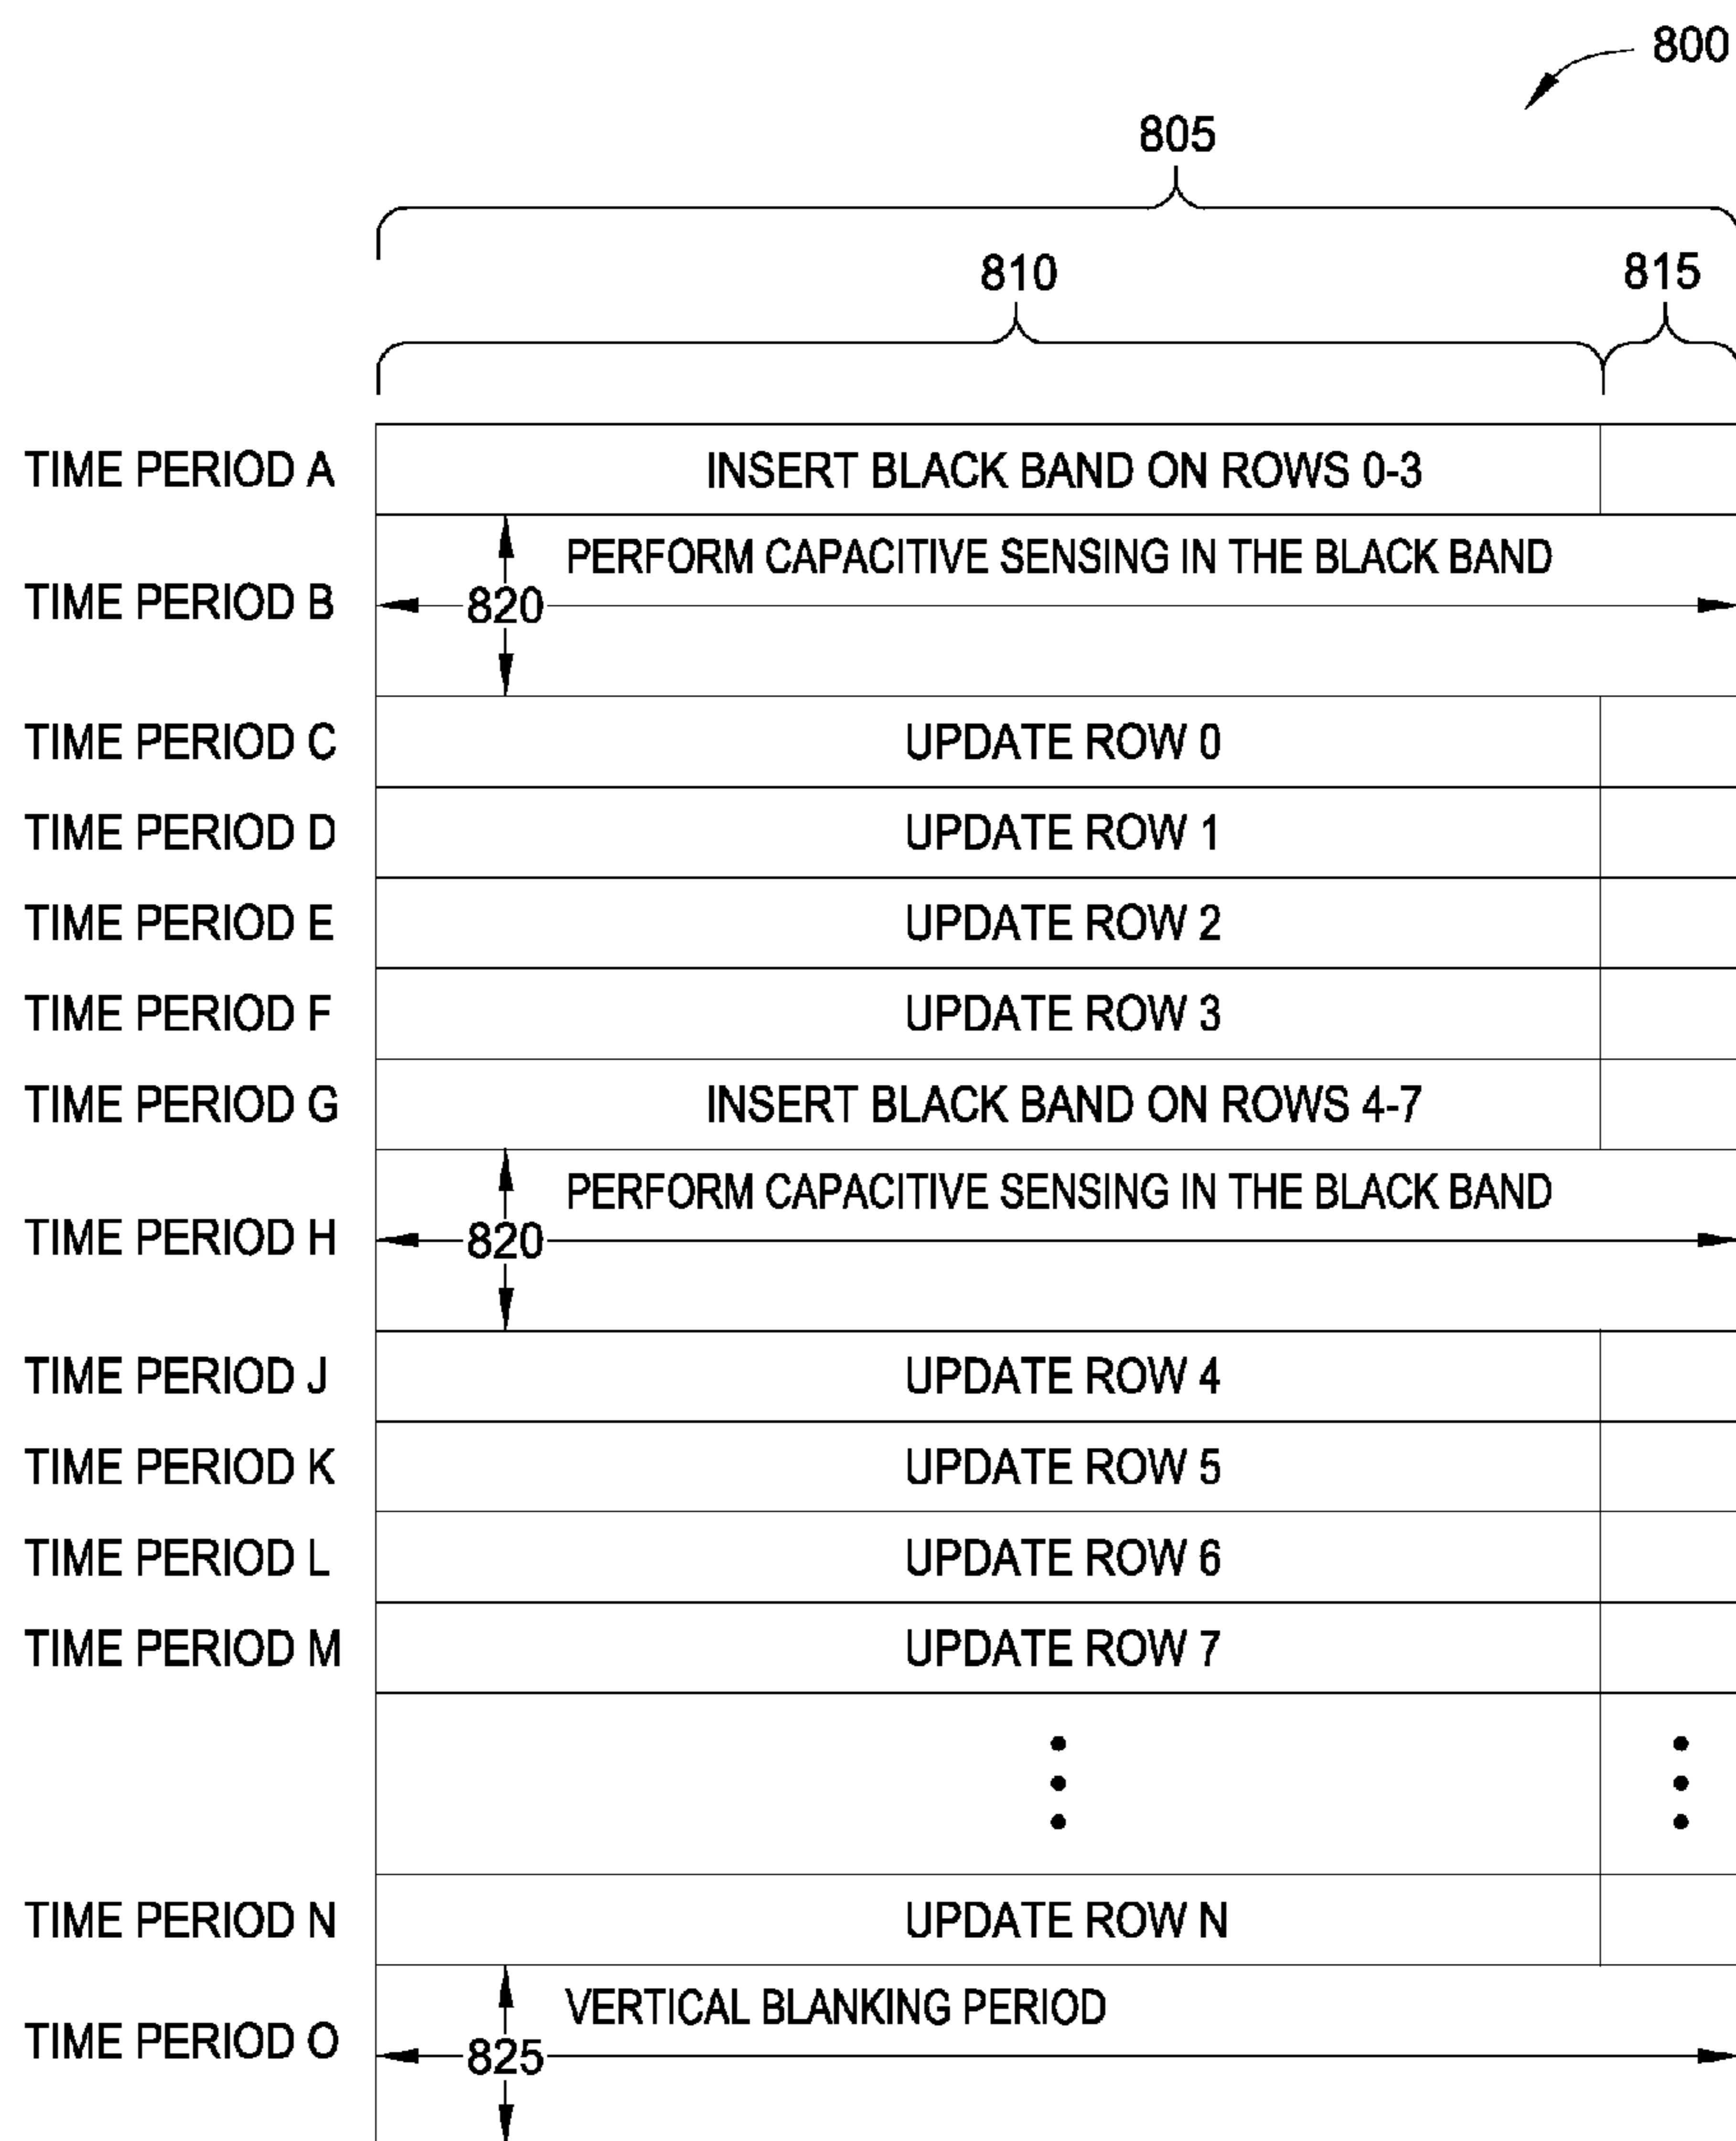 800
805
810 815
TIME PERIOD A INSERT BLACK BAND ON ROWS 0-3
PERFORM CAPACITIVE SENSING IN THE BLACK BAND
TIME PERIOD B 820
TIME PERIOD C UPDATE ROW 0
TIME PERIOD D UPDATE ROW 1
TIME PERIOD E UPDATE ROW 2
TIME PERIOD F UPDATE ROW 3
TIME PERIOD G INSERT BLACK BAND ON ROWS 4-7
PERFORM CAPACITIVE SENSING IN THE BLACK BAND
TIME PERIOD H 820
TIME PERIOD J UPDATE ROW 4
TIME PERIOD K UPDATE ROW 5
TIME PERIOD L UPDATE ROW 6
TIME PERIOD M UPDATE ROW 7
TIME PERIOD N UPDATE ROW N
VERTICAL BLANKING PERIOD
TIME PERIOD O 825